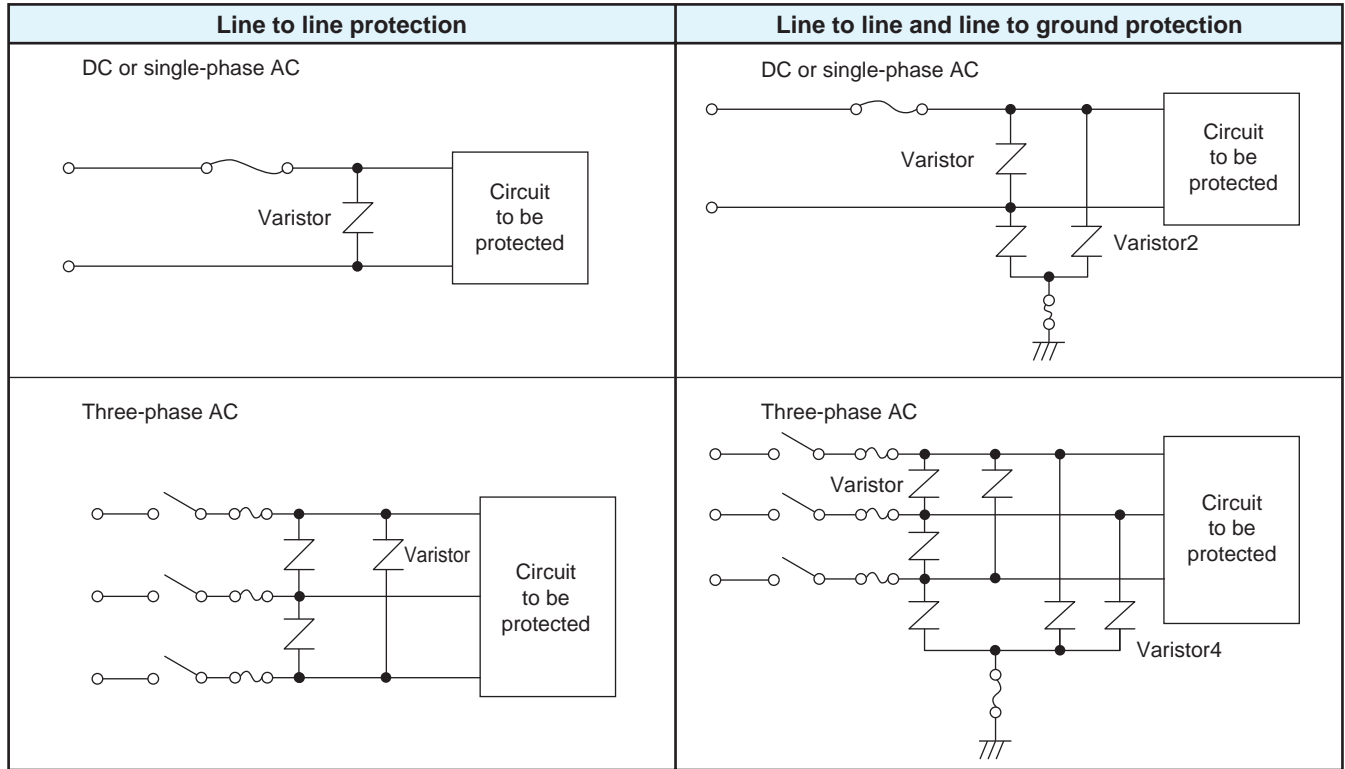 Line to line protection
Line to line and line to ground protection
DC or single-phase AC
Varistor
Circuit
to be
protected
DC or single-phase AC
Varistor
Varistor2
Circuit
to be
protected
Three-phase AC
Varistor
Circuit
to be
protected
Three-phase AC
Varistor
Varistor4
Circuit
to be
protected